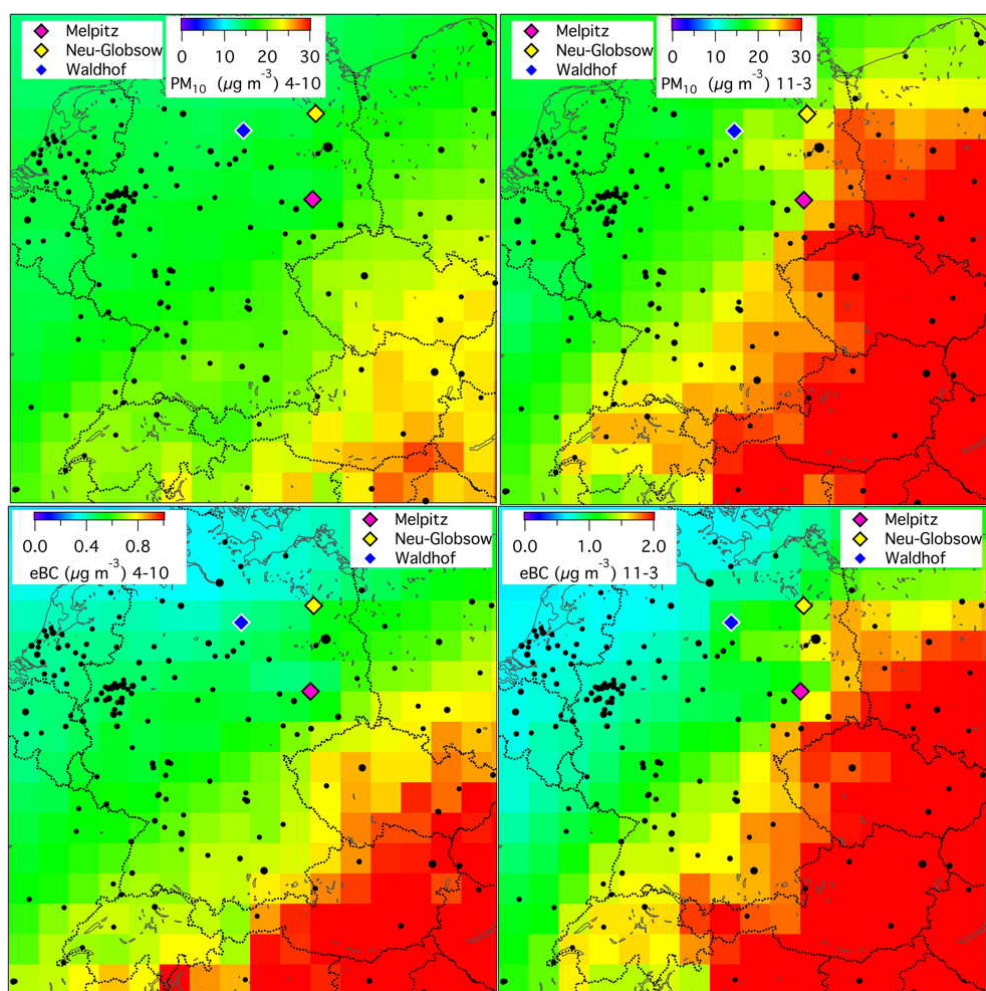 Melpitz
Neu-Globsow
Waldhof
0 10 20 30
PM₁₀ (µg m⁻³) 4-10
Melpitz
Neu-Globsow
Waldhof
0 10 20 30
PM₁₀ (µg m⁻³) 11-3
0.0 0.4 0.8
eBC (µg m⁻³) 4-10
Melpitz
Neu-Globsow
Waldhof
0.0 1.0 2.0
eBC (µg m⁻³) 11-3
Melpitz
Neu-Globsow
Waldhof